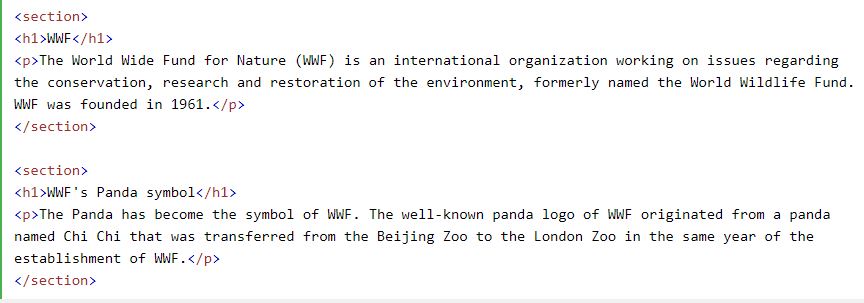 <section>
<h1>WWF</h1>
<p>The World Wide Fund for Nature (WWF) is an international organization working on issues regarding
the conservation, research and restoration of the environment, formerly named the World Wildlife Fund.
WWF was founded in 1961.</p>
</section>

<section>
<h1>WWF's Panda symbol</h1>
<p>The Panda has become the symbol of WWF. The well-known panda logo of WWF originated from a panda
named Chi Chi that was transferred from the Beijing Zoo to the London Zoo in the same year of the
establishment of WWF.</p>
</section>